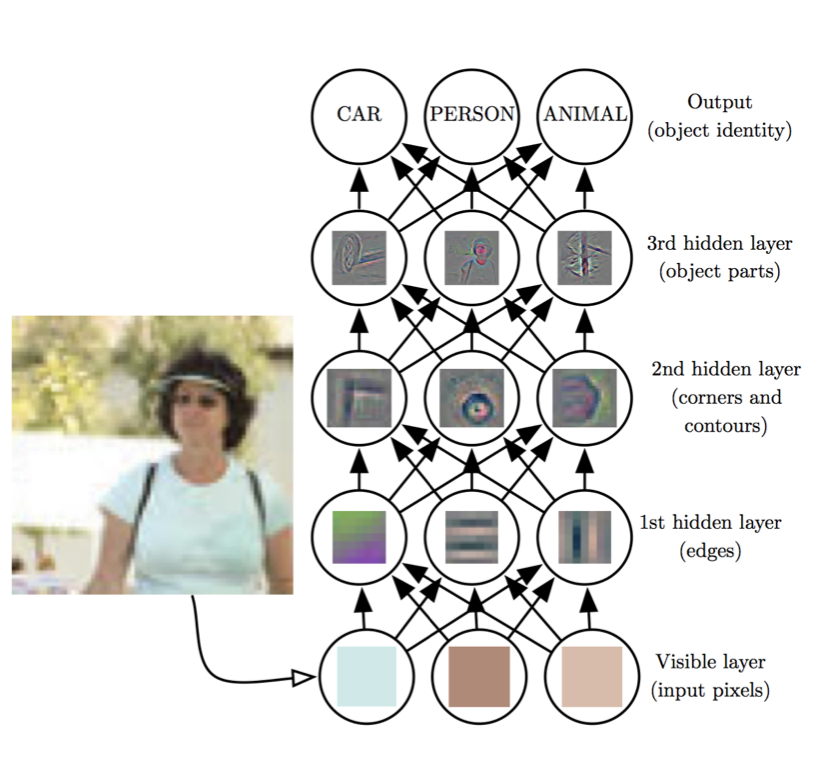 CAR
PERSON
ANIMAL
Output
(object identity)
3rd hidden layer
(object parts)
2nd hidden layer
(corners and
contours)
1st hidden layer
(edges)
Visible layer
(input pixels)